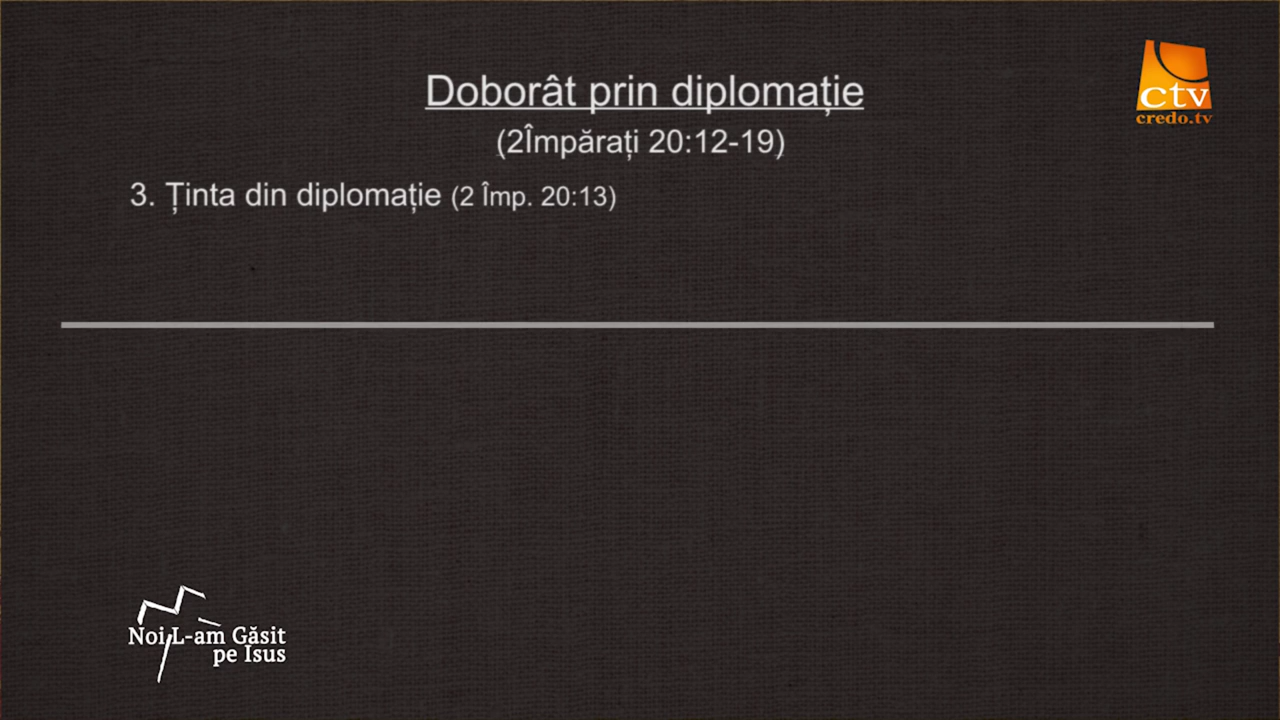 Doborât prin diplomație
(2Împărați 20:12-19)
3. Ținta din diplomație (2 Împ. 20:13)
ctv
credo.tv
Noi L-am Găsit
pe Isus